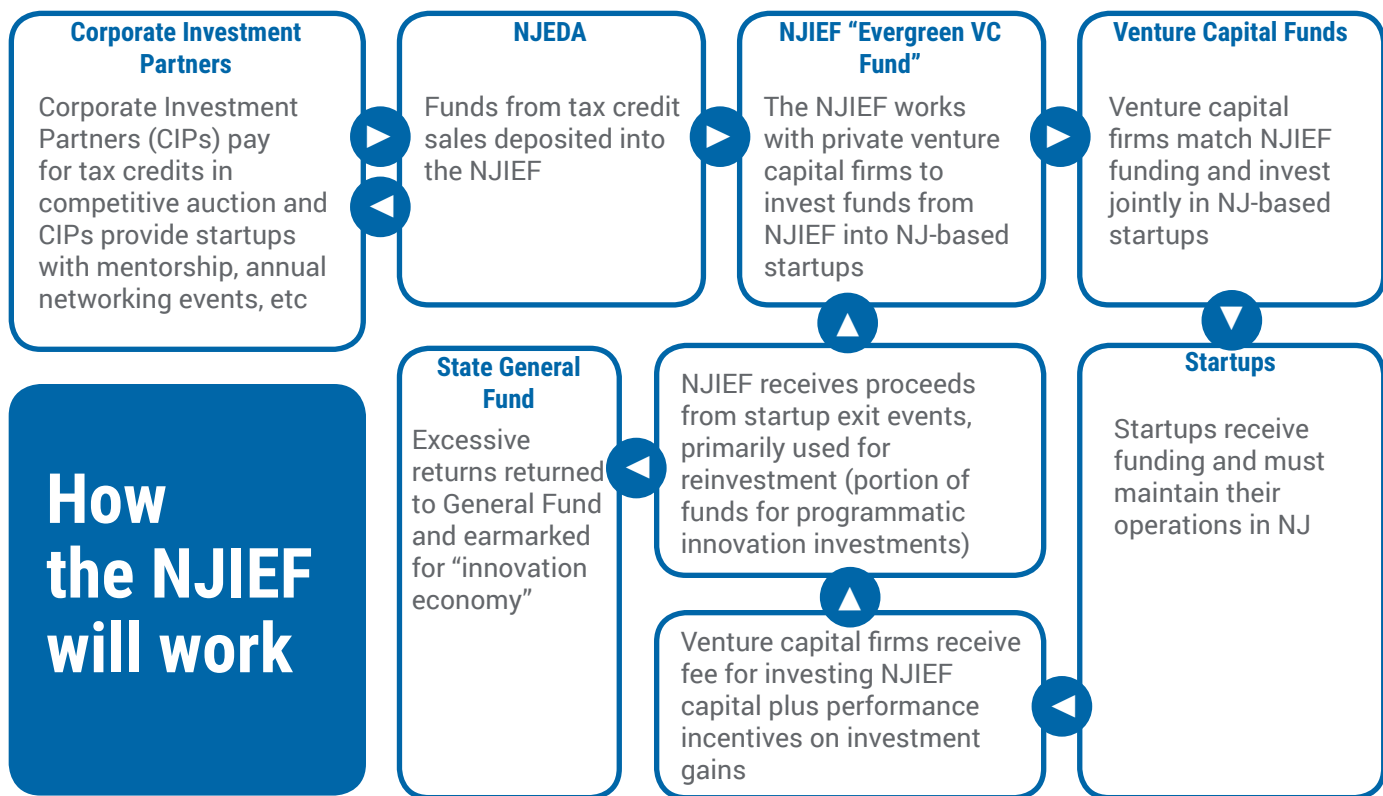 Corporate Investment
Partners
Corporate Investment
Partners (CIPs) pay
for tax credits in
competitive auction and
CIPs provide startups
with mentorship, annual
networking events, etc
NJEDA
Funds from tax credit
sales deposited into
the NJIEF
NJIEF “Evergreen VC
Fund”
The NJIEF works
with private venture
capital firms to
invest funds from
NJIEF into NJ-based
startups
Venture Capital Funds
Venture capital
firms match NJIEF
funding and invest
jointly in NJ-based
startups
How
the NJIEF
will work
State General
Fund
Excessive
returns returned
to General Fund
and earmarked
for “innovation
economy”
NJIEF receives proceeds
from startup exit events,
primarily used for
reinvestment (portion of
funds for programmatic
innovation investments)
Venture capital firms receive
fee for investing NJIEF
capital plus performance
incentives on investment
gains
Startups
Startups receive
funding and must
maintain their
operations in NJ